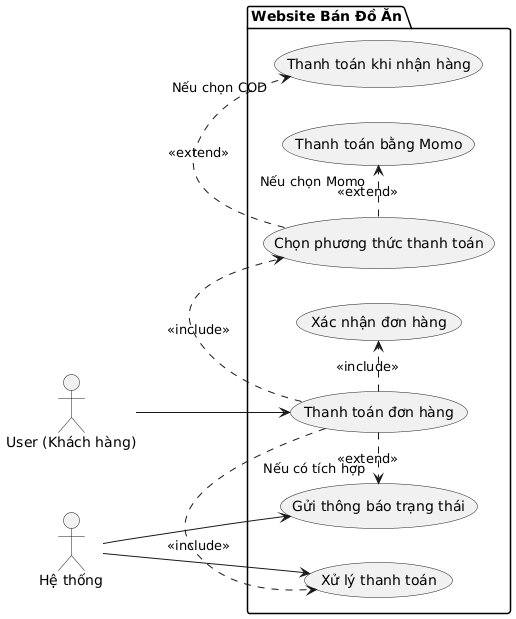 Website Bán Đồ Ăn
Thanh toán khi nhận hàng
Nếu chọn COD
Thanh toán bằng Momo
«extend»
Nếu chọn Momo
«extend»
Chọn phương thức thanh toán
Xác nhận đơn hàng
«include»
«include»
Thanh toán đơn hàng
User (Khách hàng)
«extend»
Nếu có tích hợp
Gửi thông báo trạng thái
«include»
Xử lý thanh toán
Hệ thống